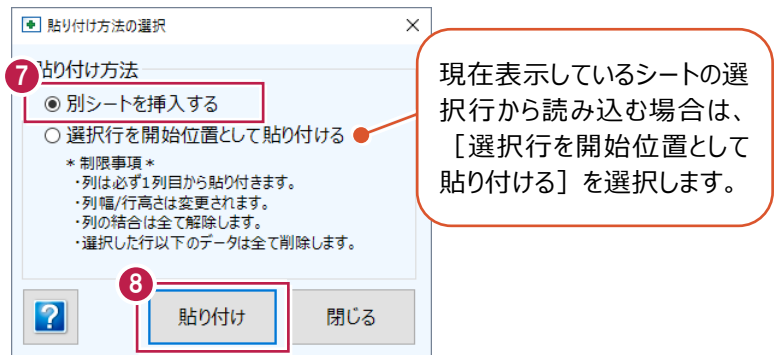 貼り付け方法の選択
貼り付け方法
7
別シートを挿入する
選択行を開始位置として貼り付ける
＊制限事項＊
・列は必ず1列目から貼り付きます。
・列幅/行高さは変更されます。
・列の結合は全て解除します。
・選択した行以下のデータは全て削除します。
8
?
貼り付け
閉じる
現在表示しているシートの選
択行から読み込む場合は、
［選択行を開始位置として
貼り付ける］を選択します。